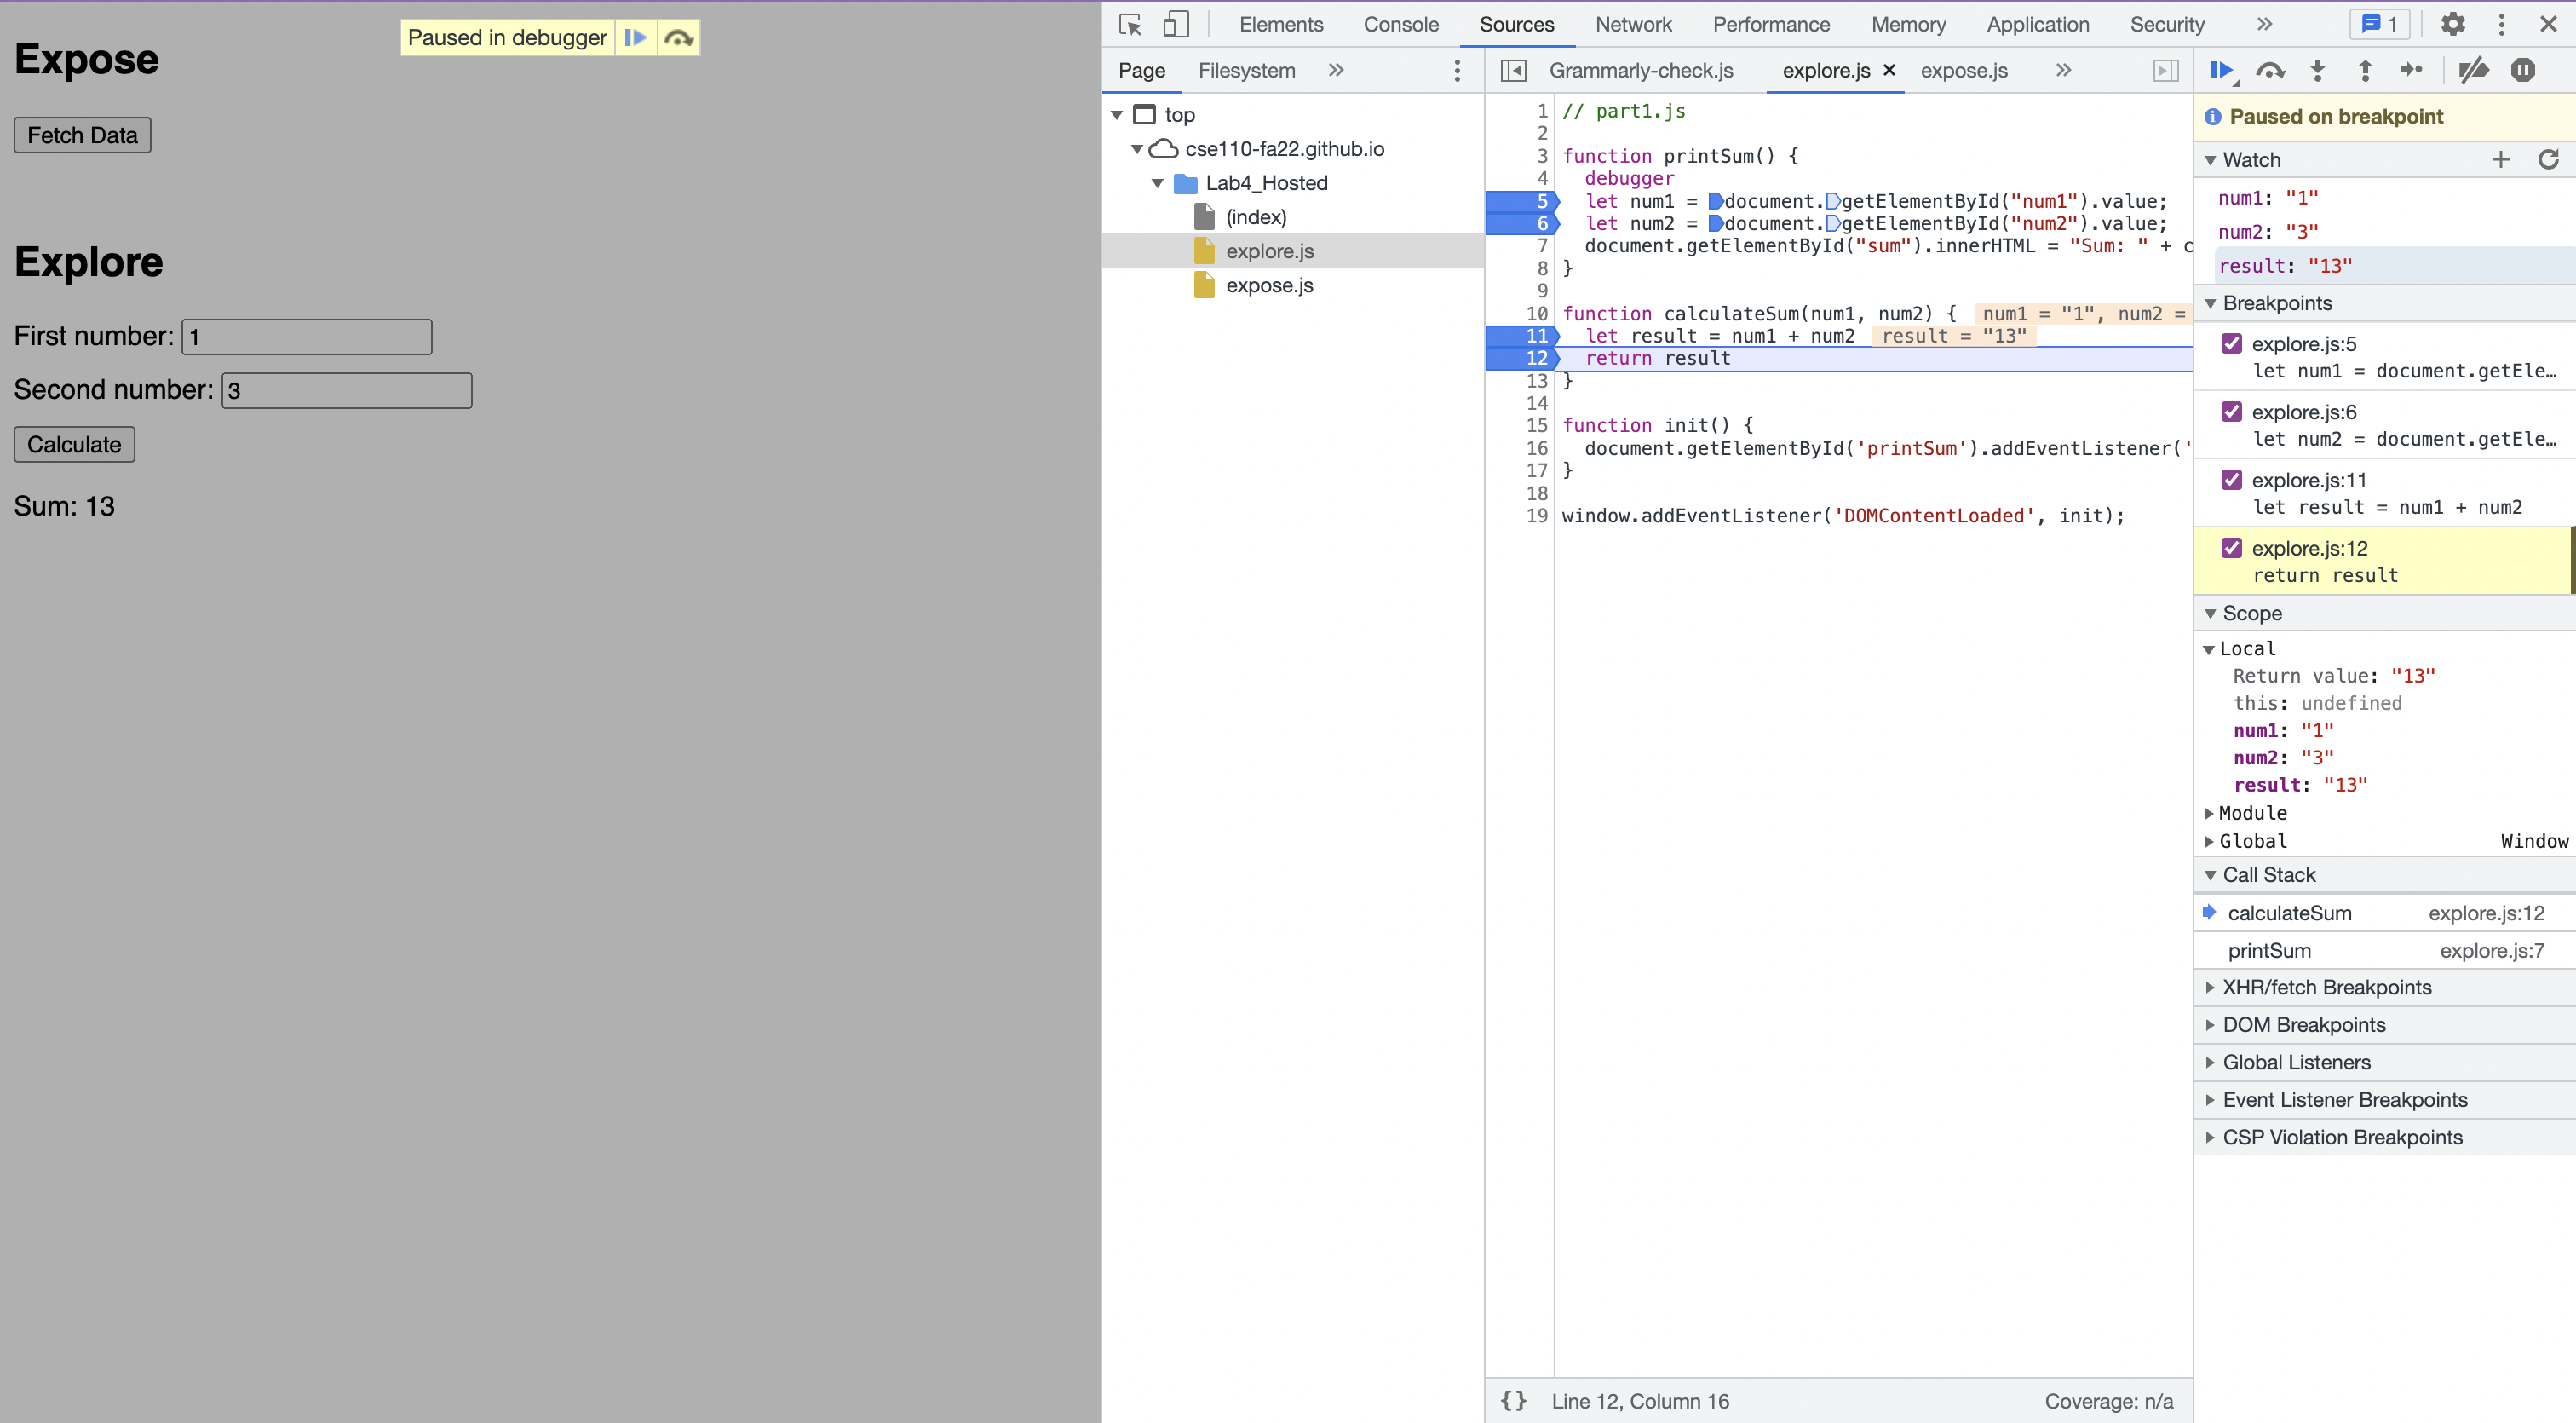 Expose
Paused in debugger
Fetch Data
Explore
First number: 1
Second number: 3
Calculate
Sum: 13
Elements Console Sources Network Performance Memory Application Security » 1
Page Filesystem »
top
cse110-fa22.github.io
Lab4_Hosted
(index)
explore.js
expose.js
Grammarly-check.js explore.js × expose.js »
1 // part1.js
2
3 function printSum() {
4 debugger
5 let num1 = document.getElementById("num1").value;
6 let num2 = document.getElementById("num2").value;
7 document.getElementById("sum").innerHTML = "Sum: " + c
8 }
9
10 function calculateSum(num1, num2) { num1 = "1", num2 =
11 let result = num1 + num2 result = "13"
12 return result
13 }
14
15 function init() {
16 document.getElementById('printSum').addEventListener('
17 }
18
19 window.addEventListener('DOMContentLoaded', init);
{} Line 12, Column 16 Coverage: n/a
Paused on breakpoint
Watch
num1: "1"
num2: "3"
result: "13"
Breakpoints
explore.js:5
let num1 = document.getEle…
explore.js:6
let num2 = document.getEle…
explore.js:11
let result = num1 + num2
explore.js:12
return result
Scope
Local
Return value: "13"
this: undefined
num1: "1"
num2: "3"
result: "13"
Module
Global Window
Call Stack
calculateSum explore.js:12
printSum explore.js:7
XHR/fetch Breakpoints
DOM Breakpoints
Global Listeners
Event Listener Breakpoints
CSP Violation Breakpoints